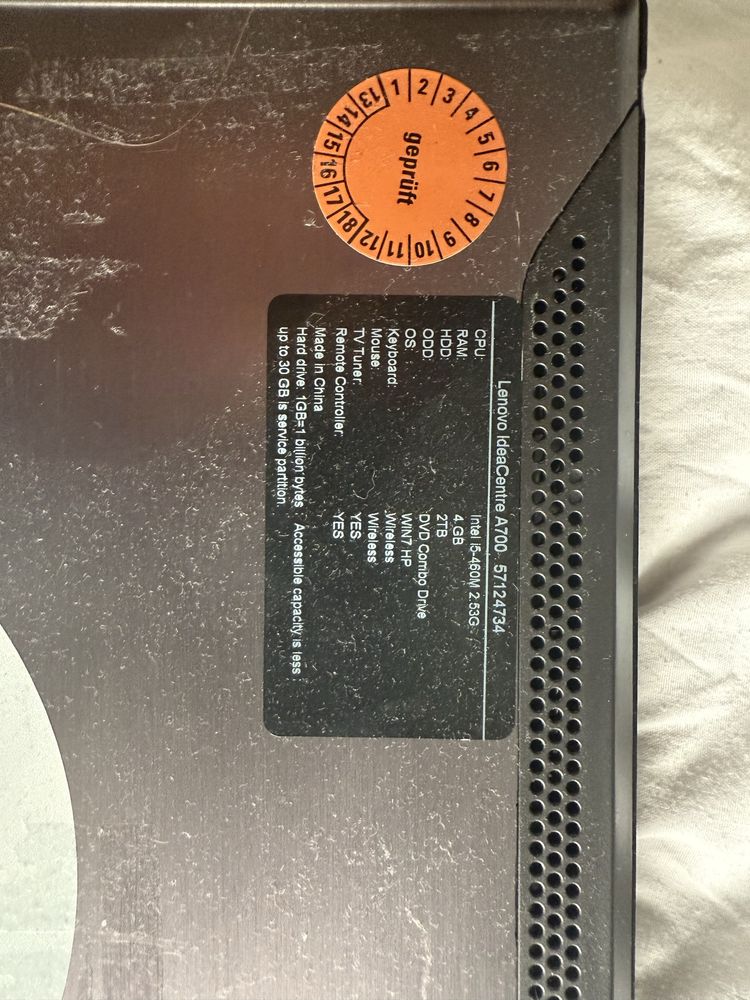 1 2 3 4 5 6 7 8 9 10 11 12
13 14 15 16 17 18
geprüft
Lenovo IdeaCentre A700 57124734
CPU: Intel I5-460M 2.53G
RAM: 4 GB
HDD: 2TB
ODD: DVD Combo Drive
OS: WIN7 HP
Keyboard: Wireless
Mouse: Wireless
TV Tuner: YES
Remote Controller: YES
Made in China
Hard drive: 1GB=1 billion bytes Accessible capacity is less
up to 30 GB is service partition